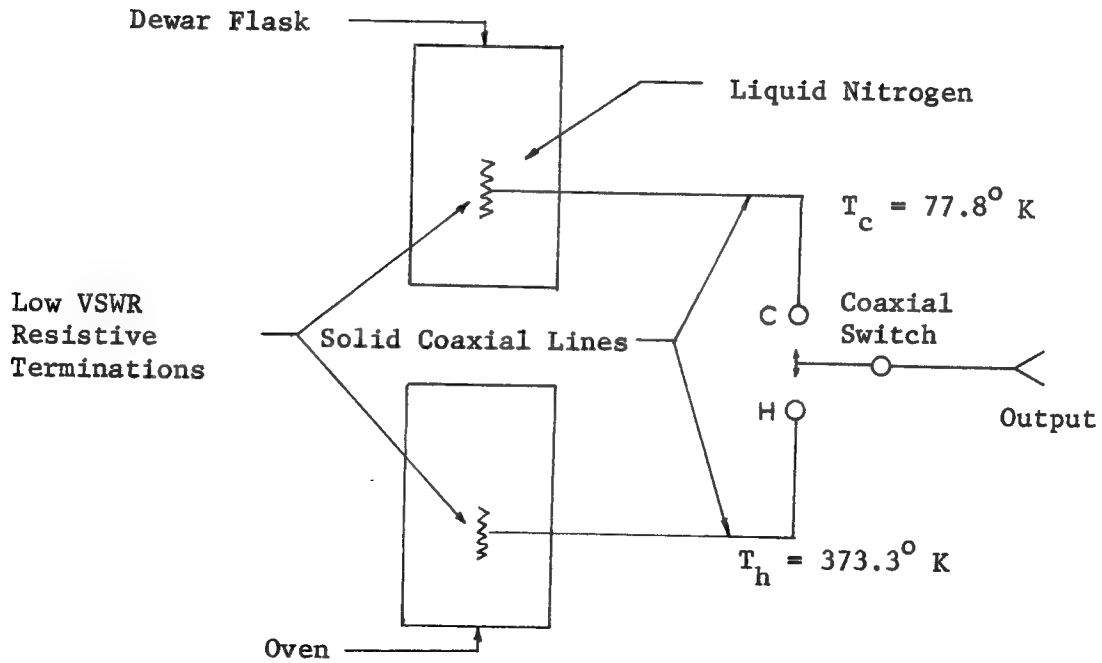 Dewar Flask
Liquid Nitrogen
T_c = 77.8° K
Low VSWR
Resistive
Terminations
Solid Coaxial Lines
C
Coaxial
Switch
H
Output
T_h = 373.3° K
Oven